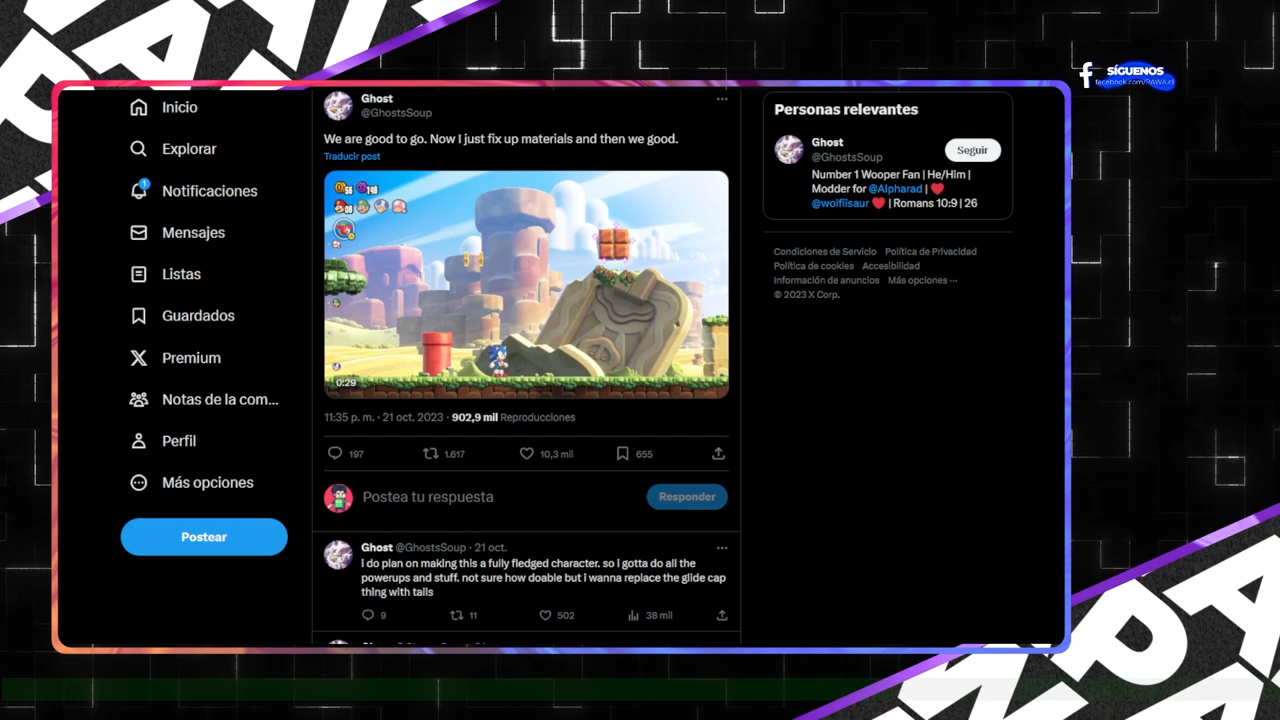 SÍGUENOS
facebook.com/PAWA.cl
Inicio
Explorar
1
Notificaciones
Mensajes
Listas
Guardados
Premium
Notas de la com...
Perfil
Más opciones
Postear
Ghost
@GhostsSoup
We are good to go. Now I just fix up materials and then we good.
Traducir post
0:29
11:35 p. m. · 21 oct. 2023 · 902,9 mil Reproducciones
197 1.617 10,3 mil 655
Postea tu respuesta
Responder
Ghost @GhostsSoup · 21 oct.
I do plan on making this a fully fledged character. so i gotta do all the
powerups and stuff. not sure how doable but i wanna replace the glide cap
thing with tails
9 11 502 38 mil
Personas relevantes
Ghost
@GhostsSoup
Seguir
Number 1 Wooper Fan | He/Him |
Modder for @Alpharad | ❤
@wolflisaur ❤ | Romans 10:9 | 26
Condiciones de Servicio Política de Privacidad
Política de cookies Accesibilidad
Información de anuncios Más opciones ···
© 2023 X Corp.